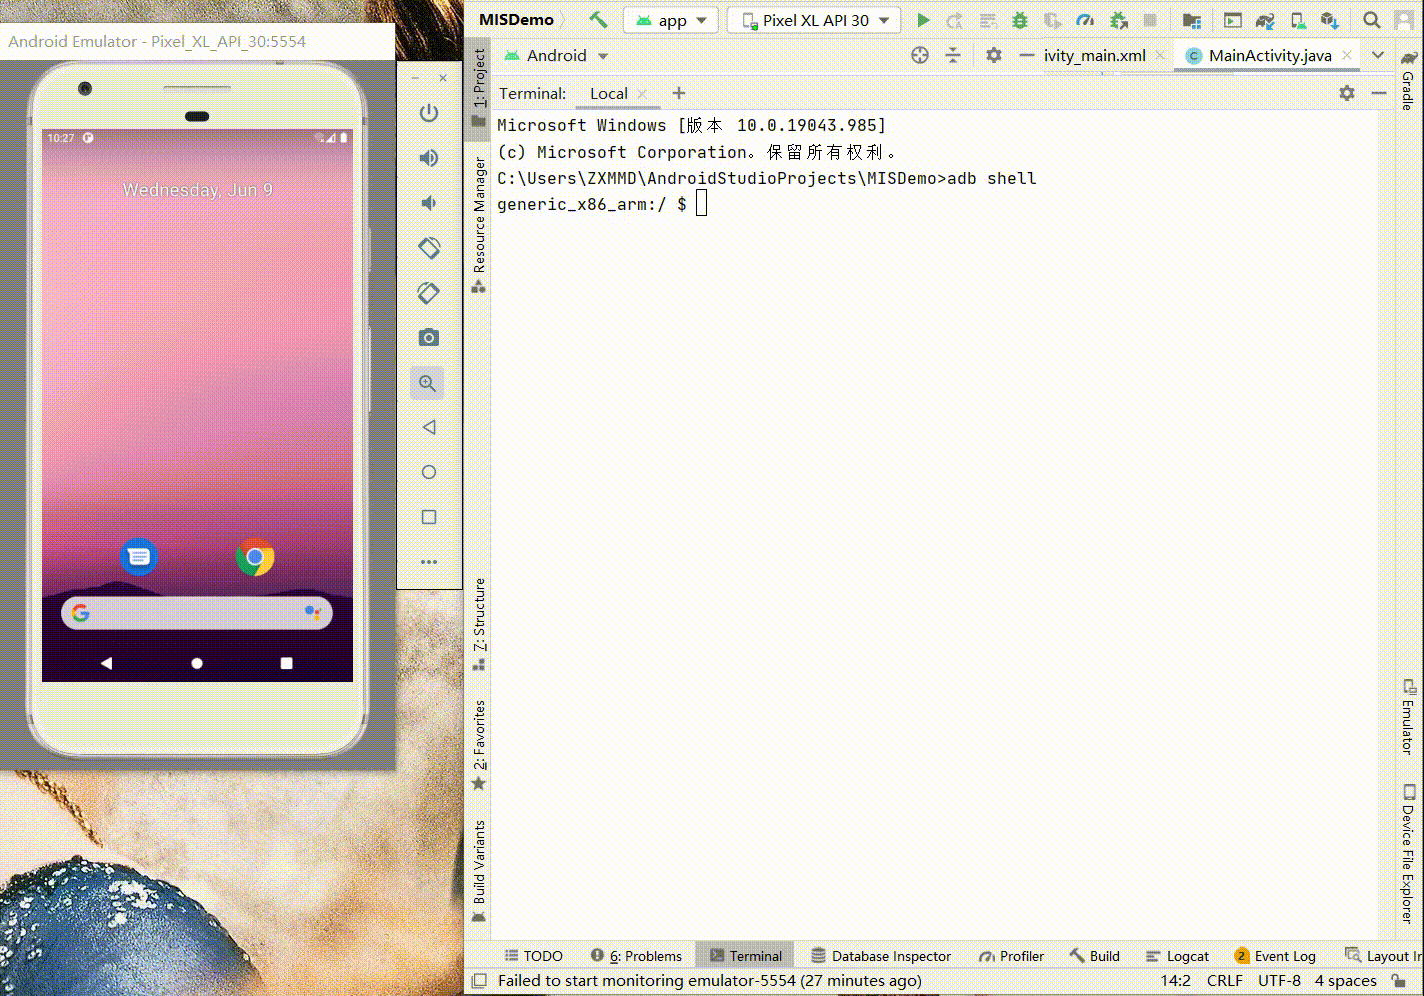 Android Emulator - Pixel_XL_API_30:5554
10:27
Wednesday, Jun 9
MISDemo
app
Pixel XL API 30
Android
ivity_main.xml
MainActivity.java
Terminal:
Local
Microsoft Windows [版本 10.0.19043.985]
(c) Microsoft Corporation。保留所有权利。
C:\Users\ZXMMD\AndroidStudioProjects\MISDemo>adb shell
generic_x86_arm:/ $
1: Project
Resource Manager
7: Structure
2: Favorites
Build Variants
Gradle
Emulator
Device File Explorer
TODO
6: Problems
Terminal
Database Inspector
Profiler
Build
Logcat
2 Event Log
Layout In
Failed to start monitoring emulator-5554 (27 minutes ago)
14:2
CRLF
UTF-8
4 spaces